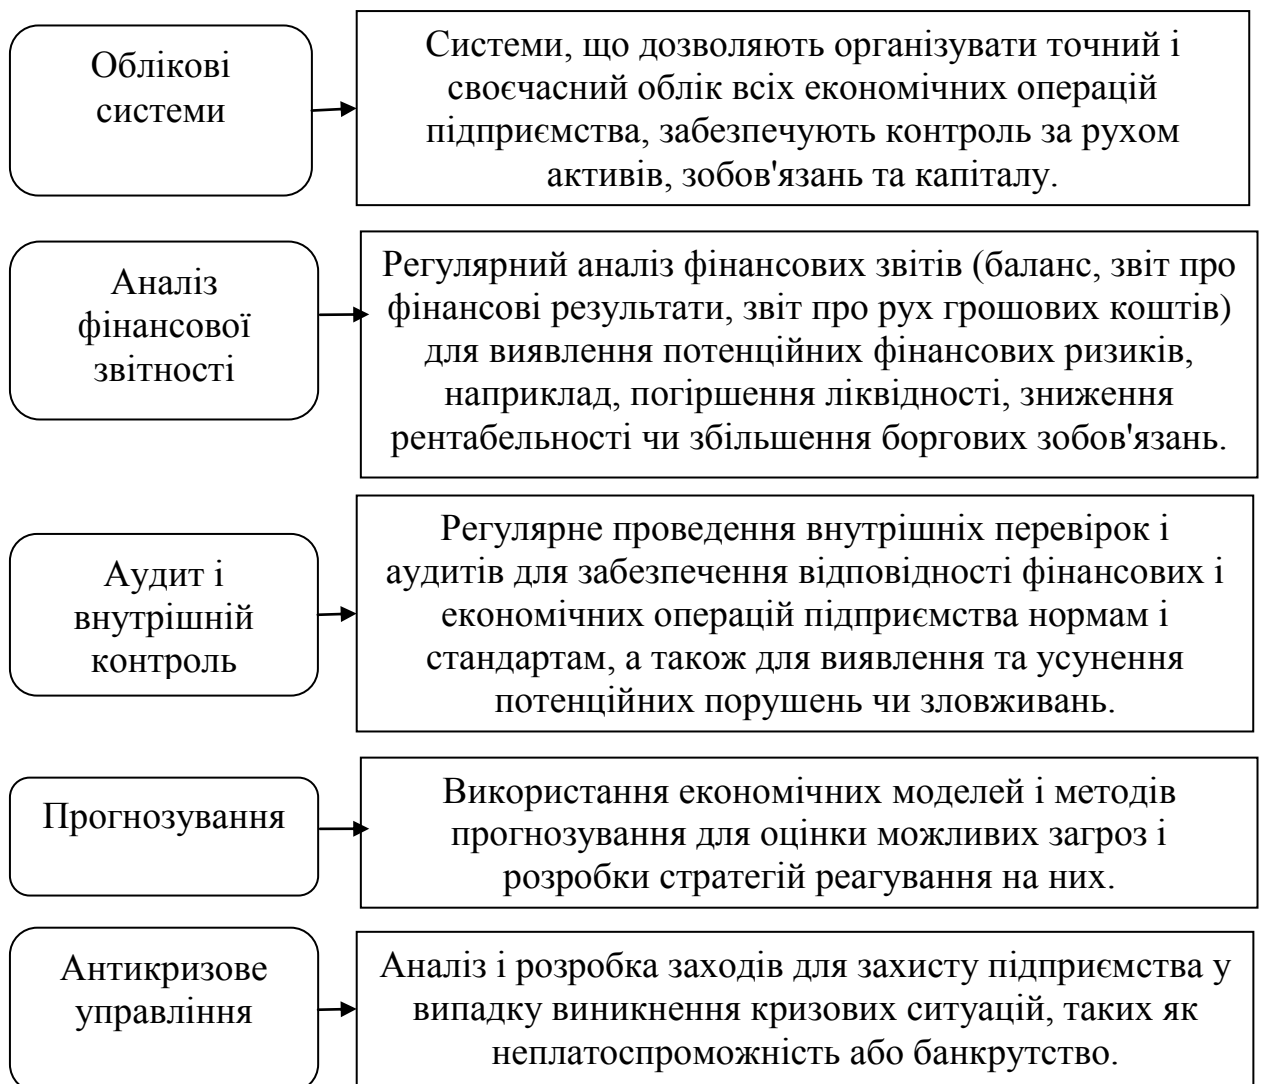 Облікові
системи
Системи, що дозволяють організувати точний і
своєчасний облік всіх економічних операцій
підприємства, забезпечують контроль за рухом
активів, зобов'язань та капіталу.
Аналіз
фінансової
звітності
Регулярний аналіз фінансових звітів (баланс, звіт про
фінансові результати, звіт про рух грошових коштів)
для виявлення потенційних фінансових ризиків,
наприклад, погіршення ліквідності, зниження
рентабельності чи збільшення боргових зобов'язань.
Аудит і
внутрішній
контроль
Регулярне проведення внутрішніх перевірок і
аудитів для забезпечення відповідності фінансових і
економічних операцій підприємства нормам і
стандартам, а також для виявлення та усунення
потенційних порушень чи зловживань.
Прогнозування
Використання економічних моделей і методів
прогнозування для оцінки можливих загроз і
розробки стратегій реагування на них.
Антикризове
управління
Аналіз і розробка заходів для захисту підприємства у
випадку виникнення кризових ситуацій, таких як
неплатоспроможність або банкрутство.